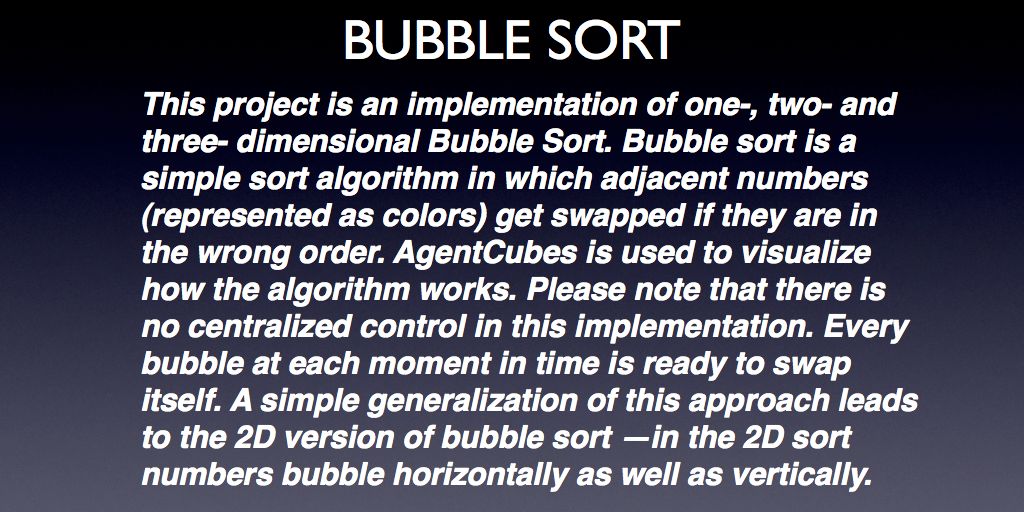 BUBBLE SORT
This project is an implementation of one-, two- and
three- dimensional Bubble Sort. Bubble sort is a
simple sort algorithm in which adjacent numbers
(represented as colors) get swapped if they are in
the wrong order. AgentCubes is used to visualize
how the algorithm works. Please note that there is
no centralized control in this implementation. Every
bubble at each moment in time is ready to swap
itself. A simple generalization of this approach leads
to the 2D version of bubble sort —in the 2D sort
numbers bubble horizontally as well as vertically.